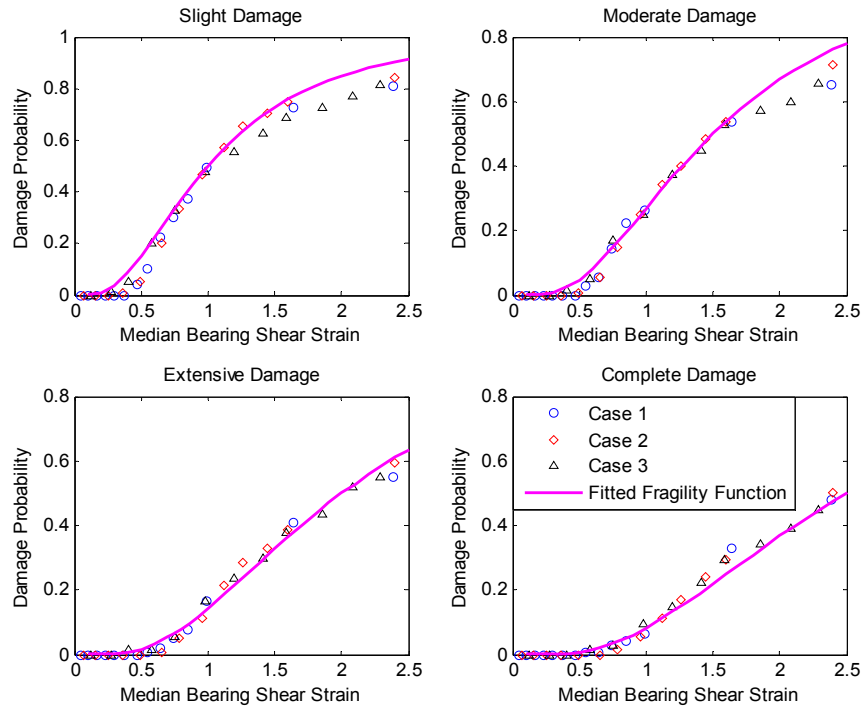 Slight Damage
Damage Probability
1
0.8
0.6
0.4
0.2
0
0 0.5 1 1.5 2 2.5
Median Bearing Shear Strain
Moderate Damage
Damage Probability
0.8
0.6
0.4
0.2
0
0 0.5 1 1.5 2 2.5
Median Bearing Shear Strain
Extensive Damage
Damage Probability
0.8
0.6
0.4
0.2
0
0 0.5 1 1.5 2 2.5
Median Bearing Shear Strain
Complete Damage
Damage Probability
0.8
0.6
0.4
0.2
0
Case 1
Case 2
Case 3
Fitted Fragility Function
0 0.5 1 1.5 2 2.5
Median Bearing Shear Strain